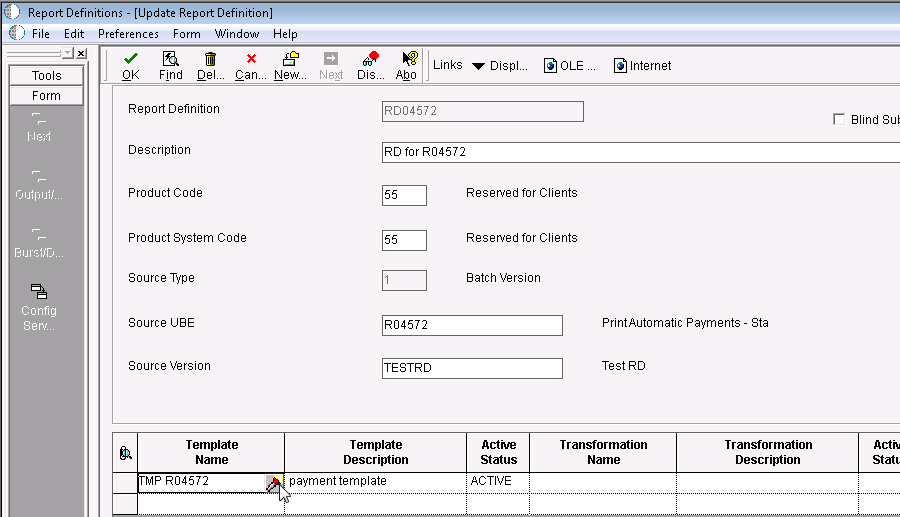 Report Definitions - [Update Report Definition]
File Edit Preferences Form Window Help
Tools
Form
Next
Output/...
Burst/D...
Config
Serv...
OK Find Del... Can... New... Next Dis... Abo
Links Displ... OLE ... Internet
Report Definition RD04572 Blind Sub
Description RD for R04572
Product Code 55 Reserved for Clients
Product System Code 55 Reserved for Clients
Source Type 1 Batch Version
Source UBE R04572 Print Automatic Payments - Sta
Source Version TESTRD Test RD
Template Name Template Description Active Status Transformation Name Transformation Description Activ Statu
TMP R04572 payment template ACTIVE